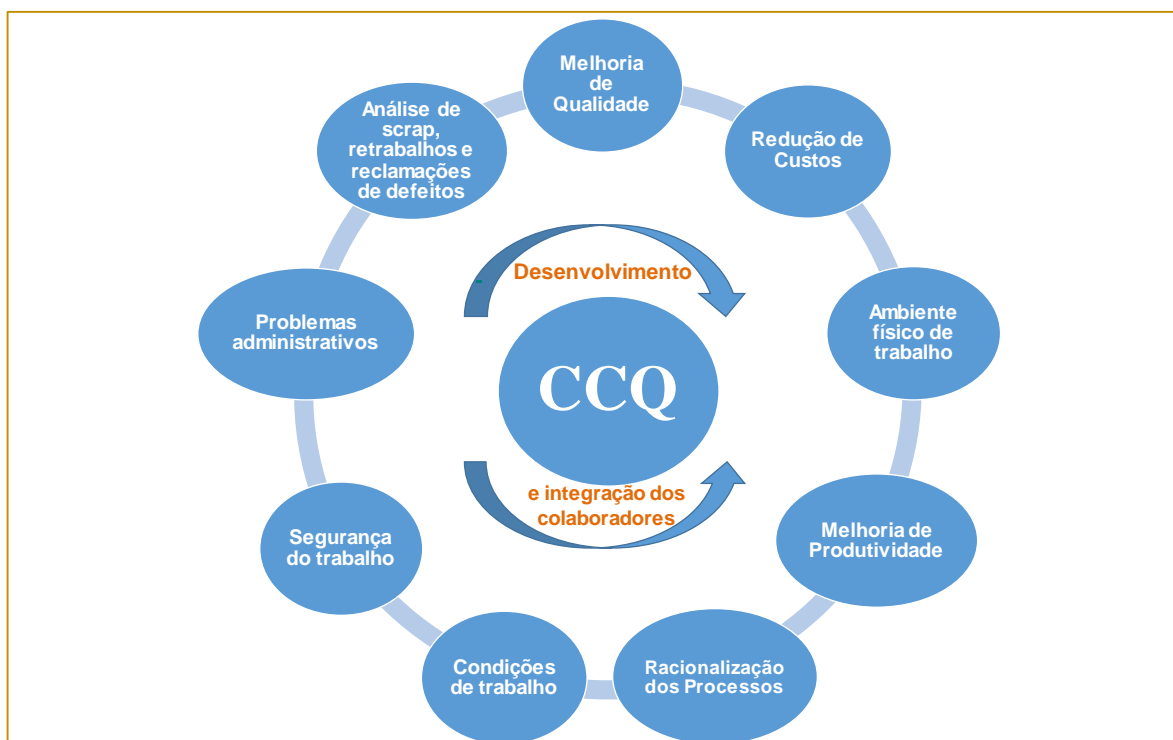 Melhoria
de
Qualidade
Redução de
Custos
Ambiente
físico de
trabalho
Melhoria de
Produtividade
Racionalização
dos Processos
Condições
de trabalho
Segurança
do trabalho
Problemas
administrativos
Análise de
scrap,
retrabalhos e
reclamações
de defeitos
Desenvolvimento
CCQ
e integração dos
colaboradores